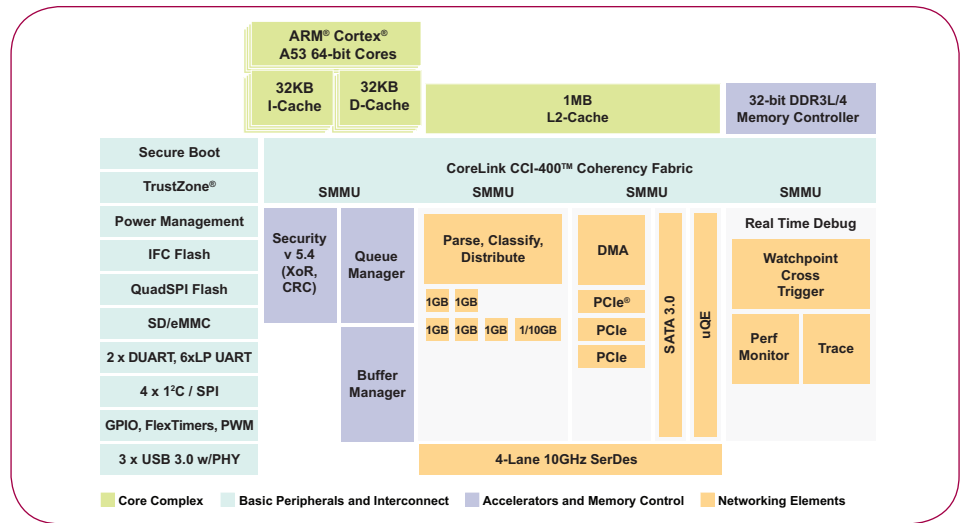 ARM® Cortex®
A53 64-bit Cores
32KB
I-Cache
32KB
D-Cache
1MB
L2-Cache
32-bit DDR3L/4
Memory Controller
Secure Boot
TrustZone®
Power Management
IFC Flash
QuadSPI Flash
SD/eMMC
2 x DUART, 6xLP UART
4 x 1²C / SPI
GPIO, FlexTimers, PWM
3 x USB 3.0 w/PHY
CoreLink CCI-400™ Coherency Fabric
SMMU
SMMU
SMMU
SMMU
Security
v 5.4
(XoR,
CRC)
Queue
Manager
Buffer
Manager
Parse, Classify,
Distribute
1GB
1GB
1GB
1GB
1GB
1/10GB
DMA
PCIe®
PCIe
PCIe
SATA 3.0
uQE
4-Lane 10GHz SerDes
Real Time Debug
Watchpoint
Cross
Trigger
Perf
Monitor
Trace
Core Complex
Basic Peripherals and Interconnect
Accelerators and Memory Control
Networking Elements